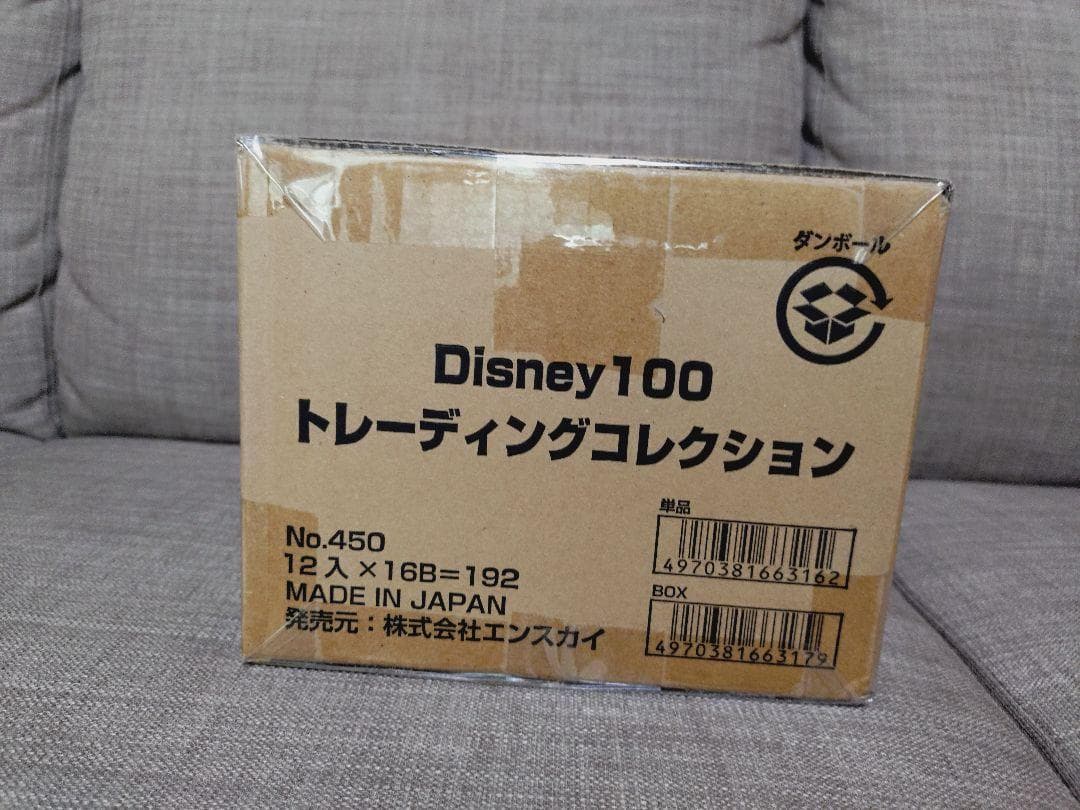 ダンボール
Disney100
トレーディングコレクション
単品
4970381663162
No.450
12入×16B=192
MADE IN JAPAN
発売元：株式会社エンスカイ
BOX
4970381663179